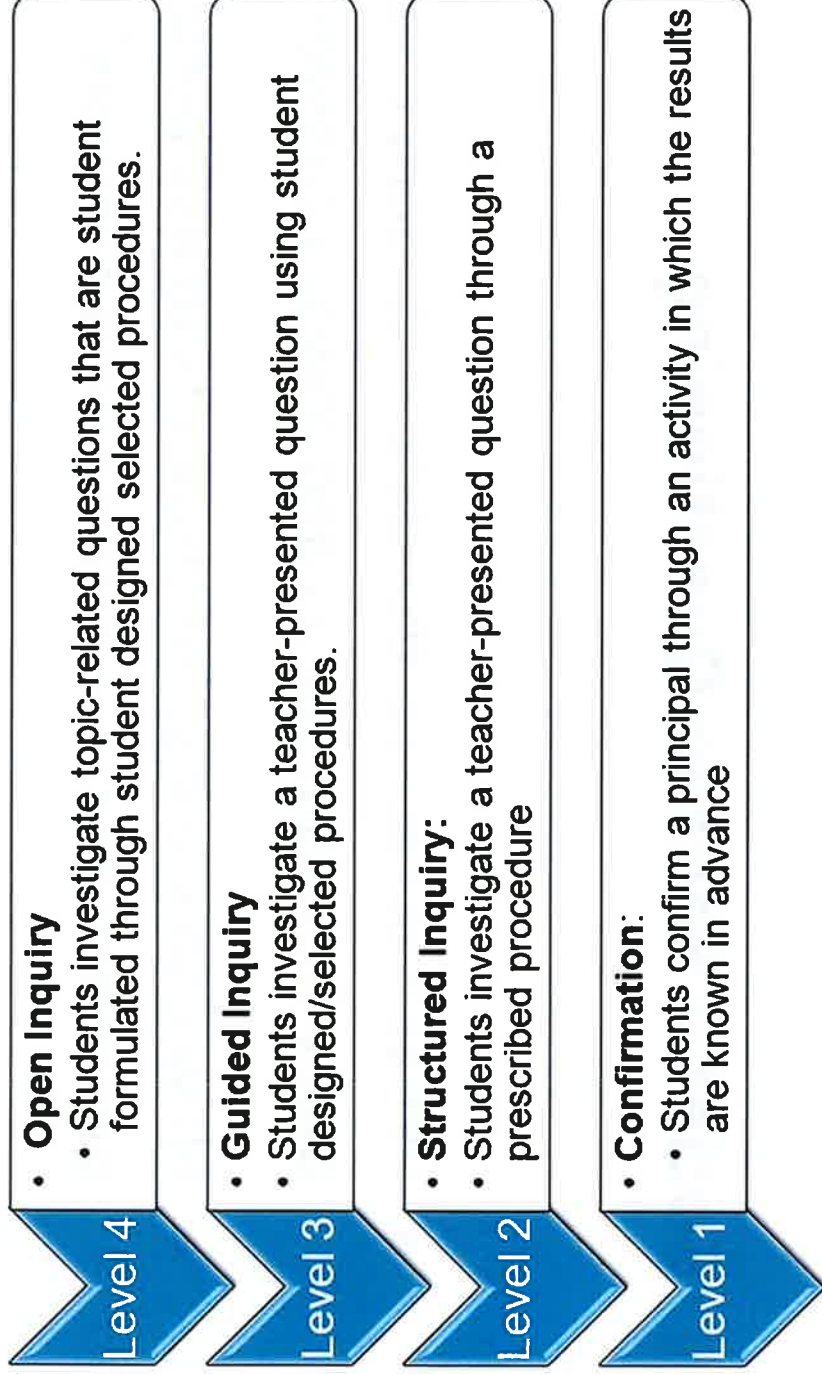 Level 4
• Open Inquiry
• Students investigate topic-related questions that are student
formulated through student designed selected procedures.
Level 3
• Guided Inquiry
• Students investigate a teacher-presented question using student
designed/selected procedures.
Level 2
• Structured Inquiry:
• Students investigate a teacher-presented question through a
prescribed procedure
Level 1
• Confirmation:
• Students confirm a principal through an activity in which the results
are known in advance